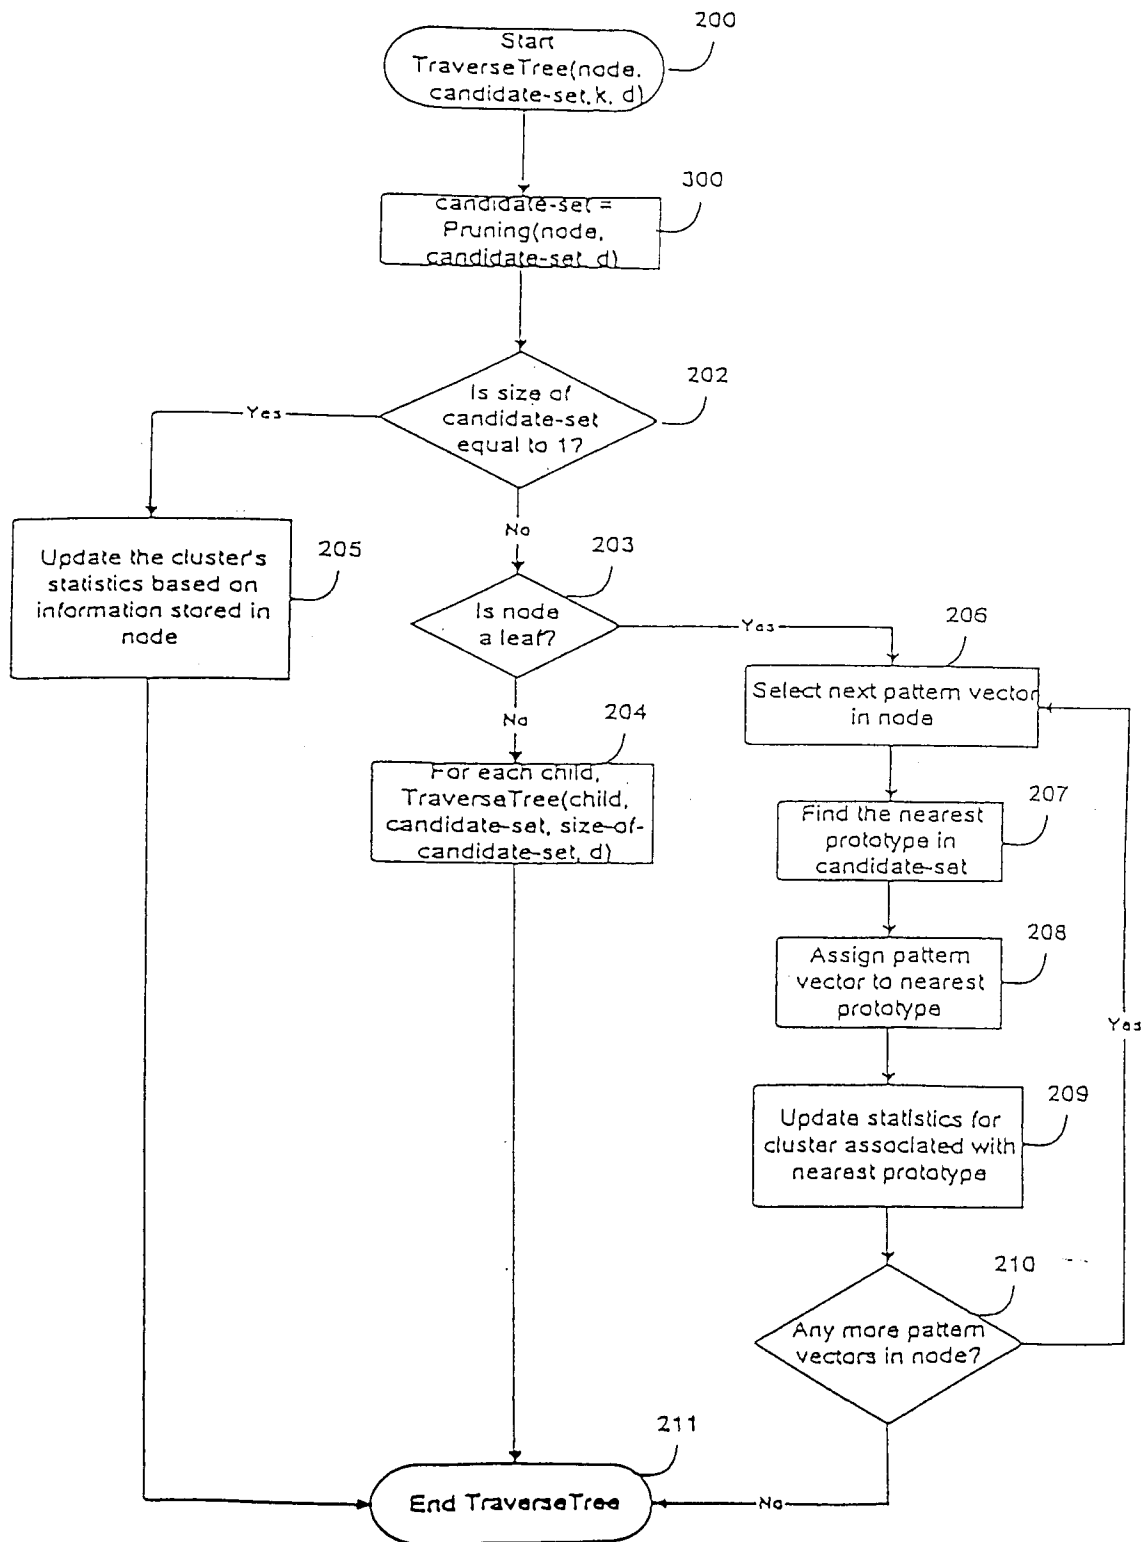 200
Start
TraverseTree(node,
candidate-set, k, d)
300
candidate-set =
Pruning(node,
candidate-set, d)
202
Is size of
candidate-set
equal to 1?
Yes
No
205
Update the cluster's
statistics based on
information stored in
node
203
Is node
a leaf?
Yes
No
206
Select next pattern vector
in node
204
For each child,
TraverseTree(child,
candidate-set, size-of-
candidate-set, d)
207
Find the nearest
prototype in
candidate-set
208
Assign pattern
vector to nearest
prototype
Yes
209
Update statistics for
cluster associated with
nearest prototype
210
Any more pattern
vectors in node?
211
End TraverseTree
No